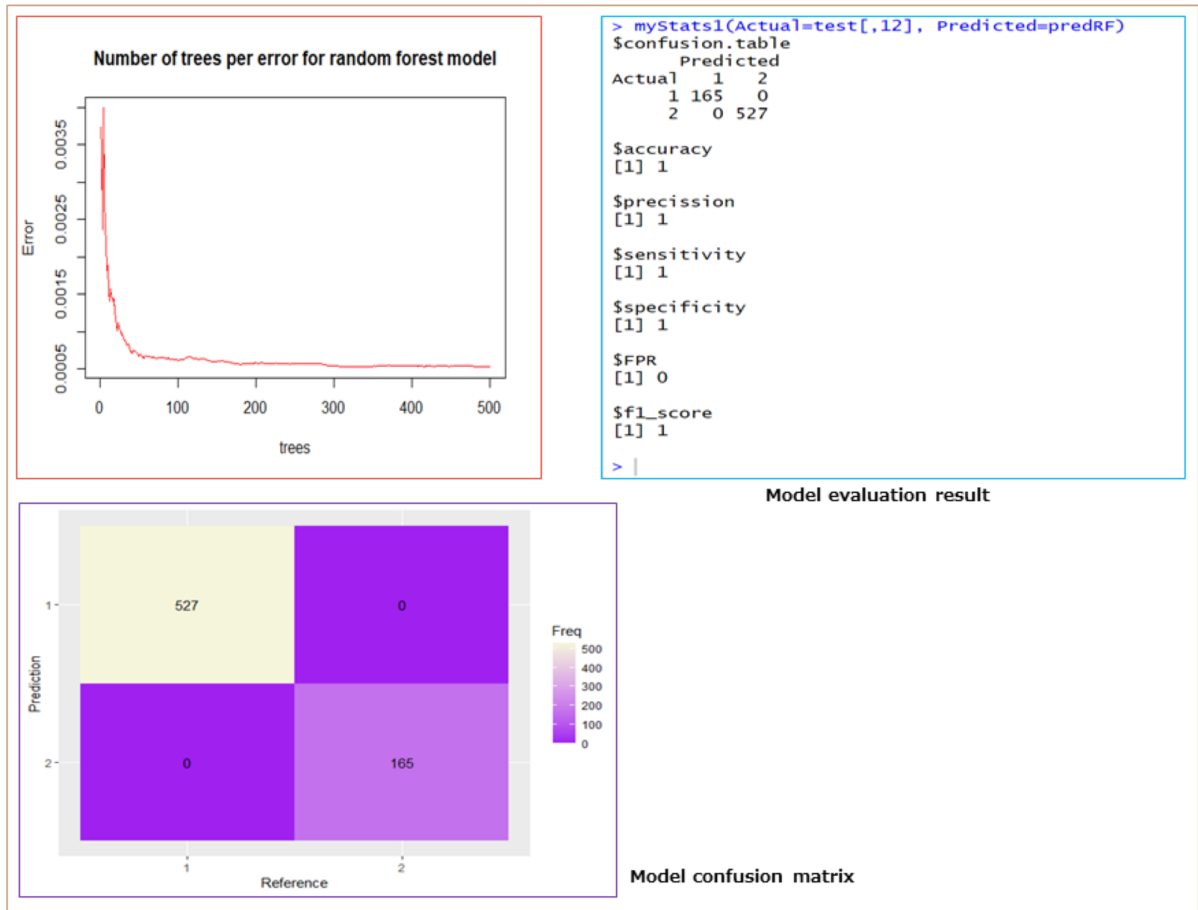 Number of trees per error for random forest model
Error
0.0035
0.0025
0.0015
0.0005
0 100 200 300 400 500
trees
> myStats1(Actual=test[,12], Predicted=predRF)
$confusion.table
Predicted
Actual 1 2
1 165 0
2 0 527
$accuracy
[1] 1
$precission
[1] 1
$sensitivity
[1] 1
$specificity
[1] 1
$FPR
[1] 0
$f1_score
[1] 1
>
Model evaluation result
Prediction
1
2
527 0
0 165
1 2
Reference
Freq
500
400
300
200
100
0
Model confusion matrix